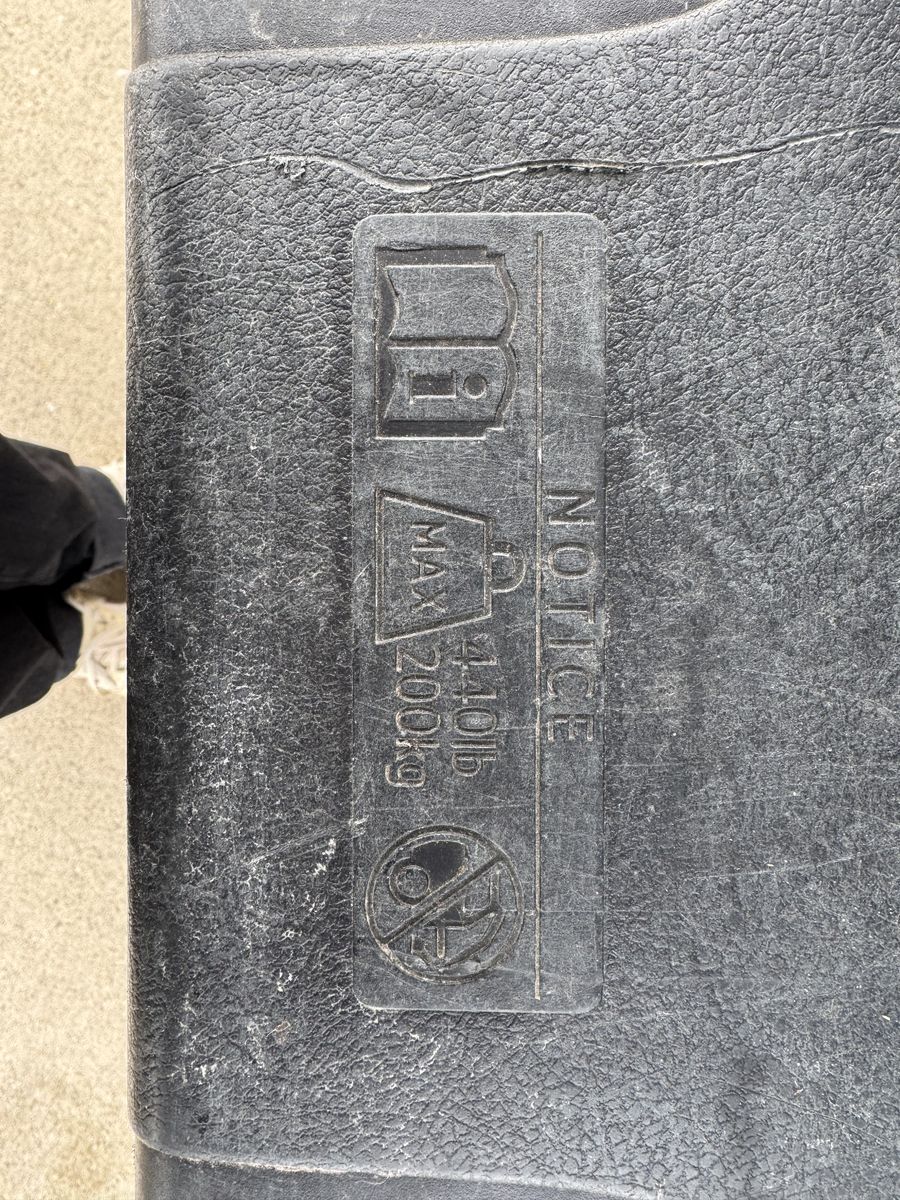 NOTICE
i
MAX
440lb
200kg